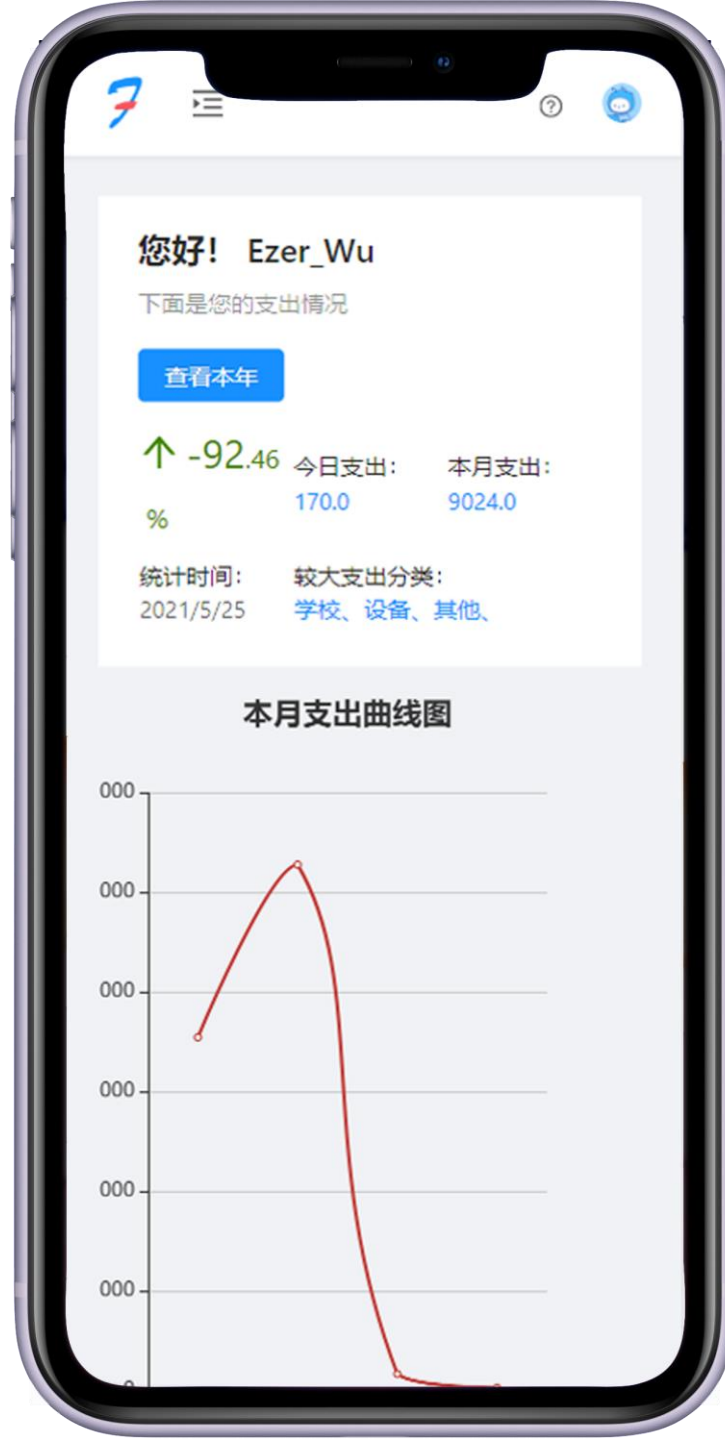 您好！ Ezer_Wu
下面是您的支出情况
查看本年
↑ -92.46
%
今日支出：
170.0
本月支出：
9024.0
统计时间：
2021/5/25
较大支出分类：
学校、设备、其他、
本月支出曲线图
000
000
000
000
000
000